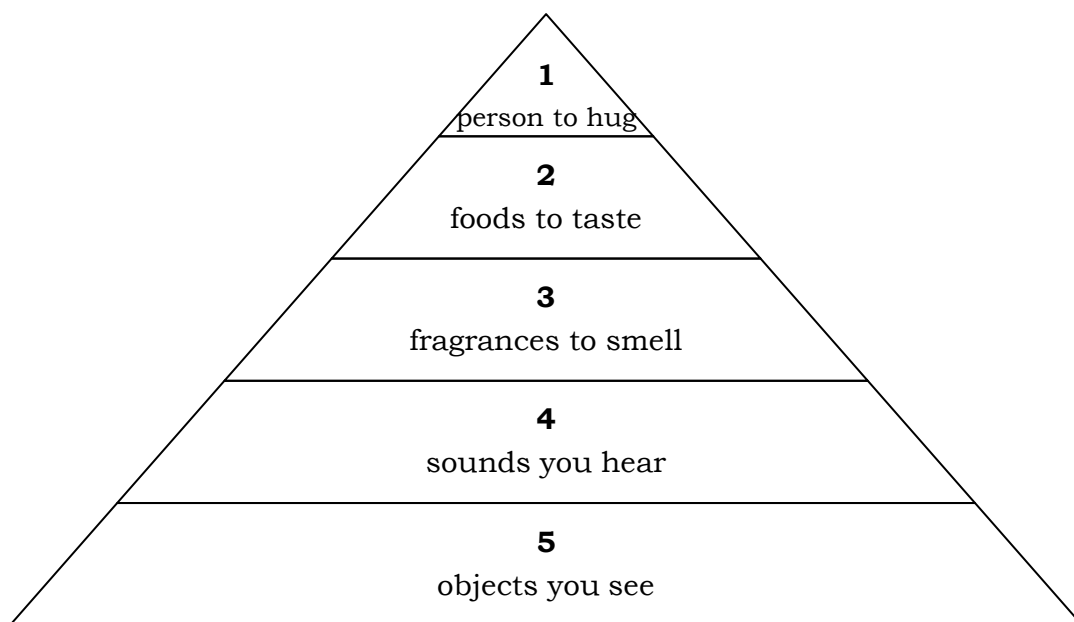 1
person to hug
2
foods to taste
3
fragrances to smell
4
sounds you hear
5
objects you see